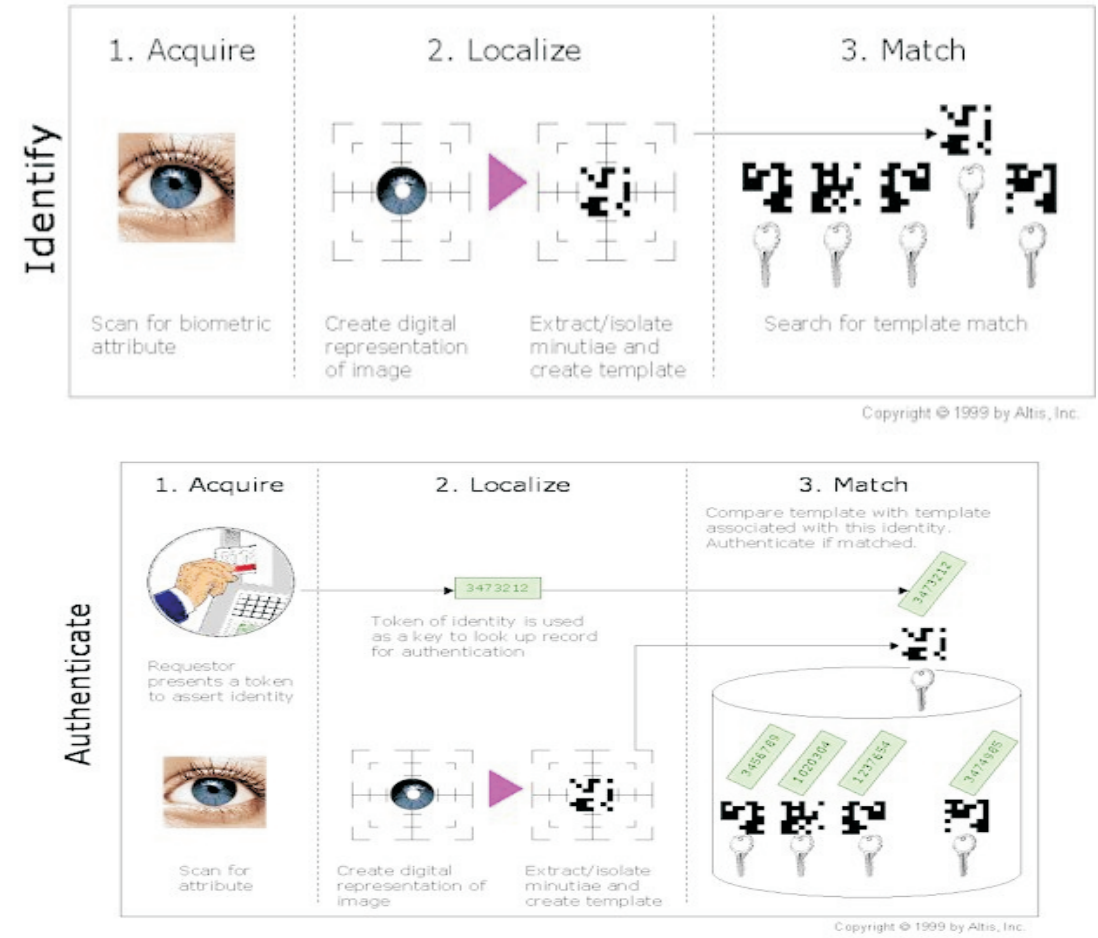 Identify
1. Acquire
2. Localize
3. Match
Scan for biometric
attribute
Create digital
representation
of image
Extract/isolate
minutiae and
create template
Search for template match
Copyright © 1999 by Altis, Inc.
Authenticate
1. Acquire
2. Localize
3. Match
Compare template with template
associated with this identity.
Authenticate if matched.
3473212
3473212
Token of identity is used
as a key to look up record
for authentication
Requestor
presents a token
to assert identity
3456789
1020304
1237654
3474985
Scan for
attribute
Create digital
representation of
image
Extract/isolate
minutiae and
create template
Copyright © 1999 by Altis, Inc.